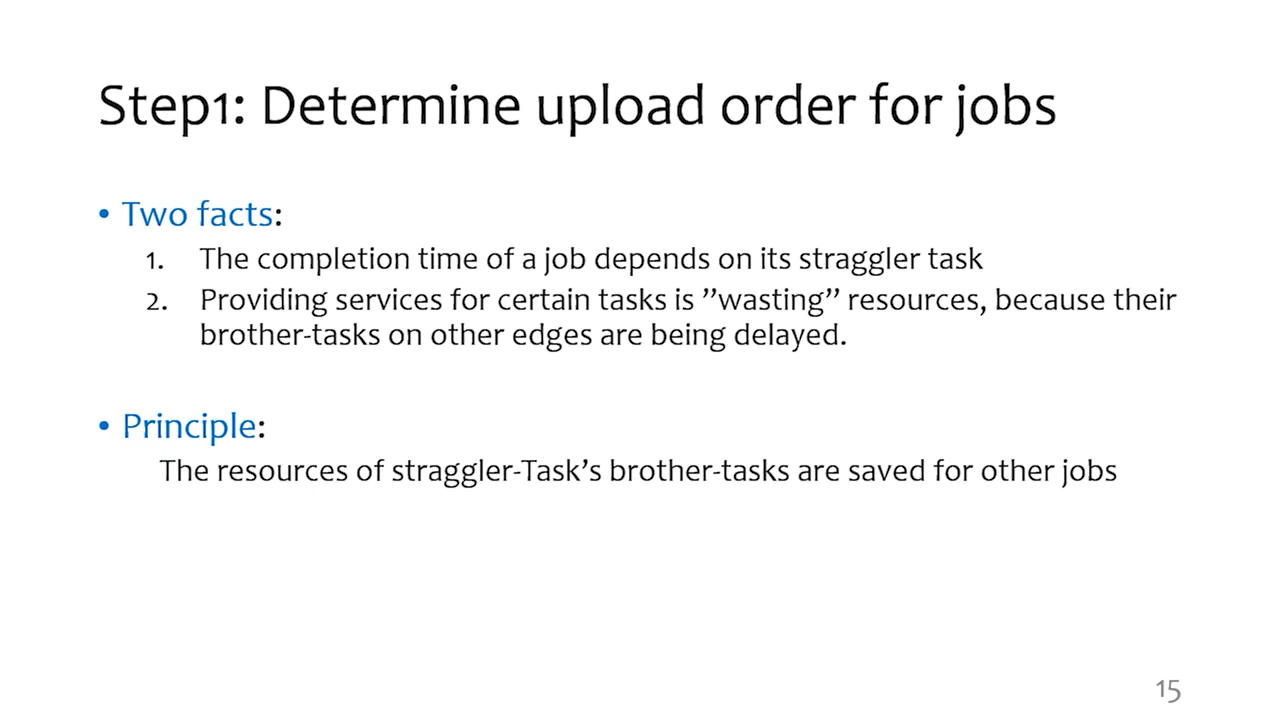 Step1: Determine upload order for jobs
• Two facts:
1. The completion time of a job depends on its straggler task
2. Providing services for certain tasks is ”wasting” resources, because their
brother-tasks on other edges are being delayed.
• Principle:
The resources of straggler-Task’s brother-tasks are saved for other jobs
15